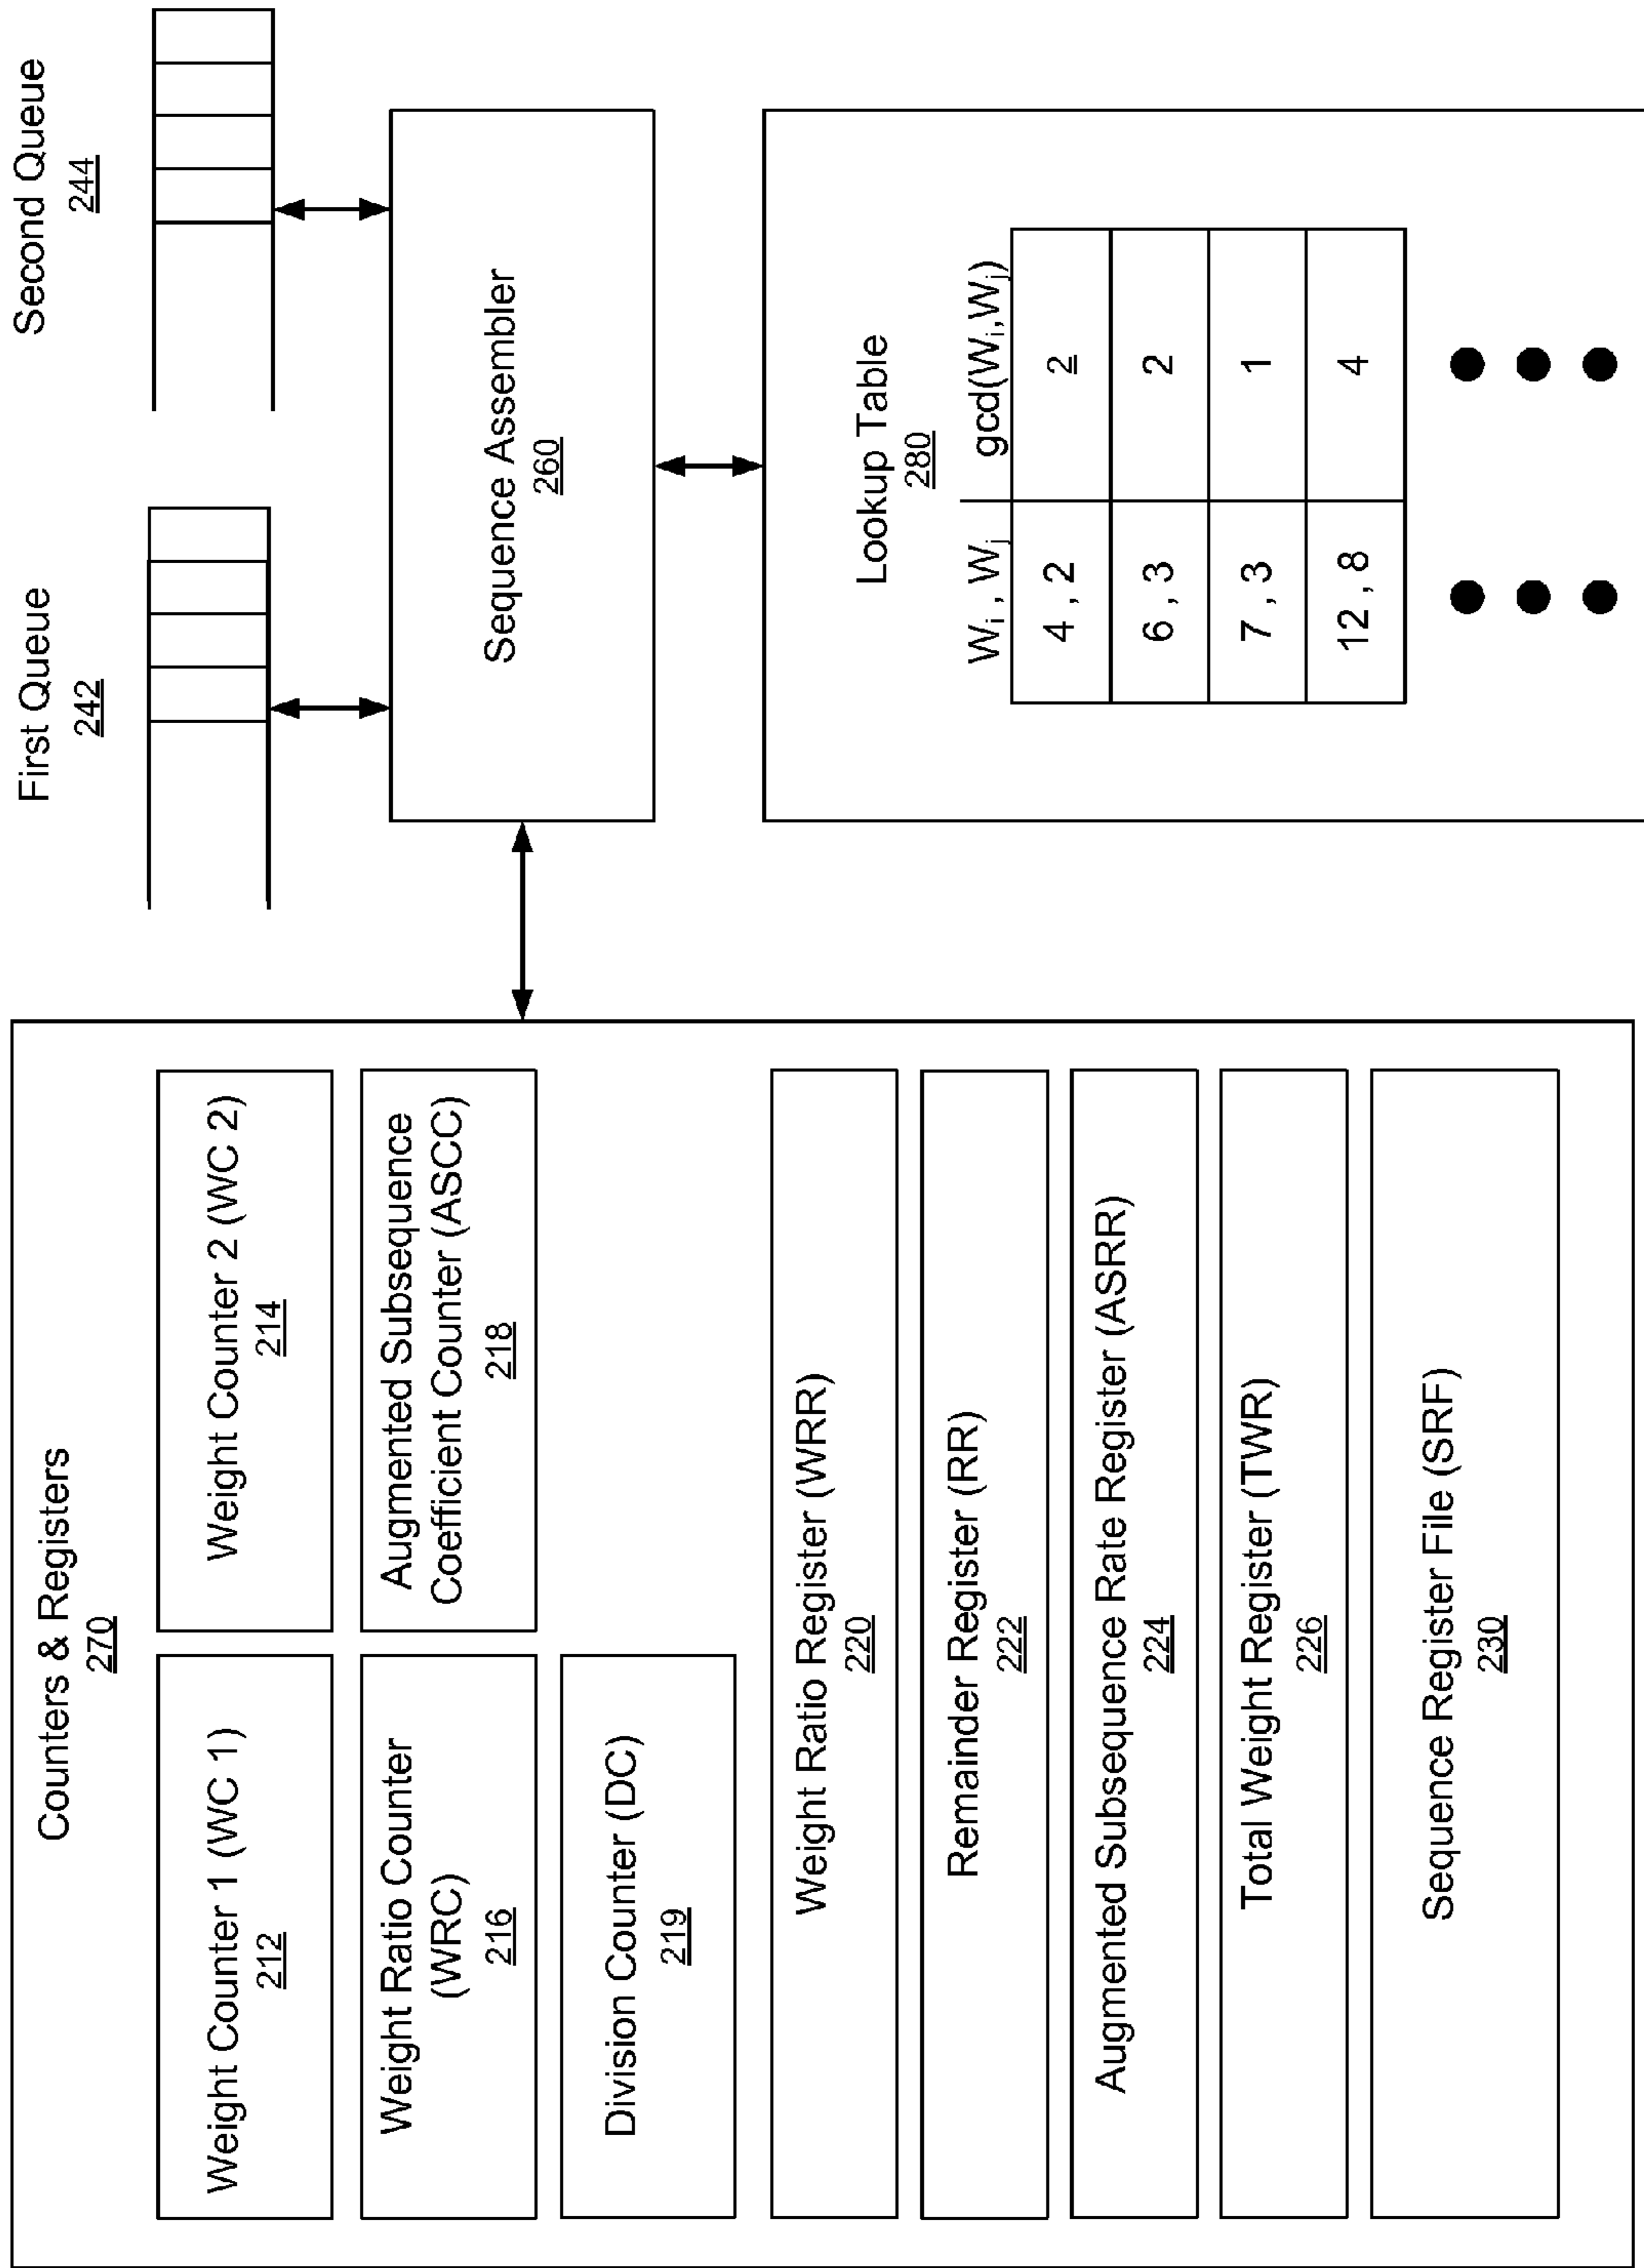 Counters & Registers
270
Weight Counter 1 (WC 1)
212
Weight Counter 2 (WC 2)
214
Weight Ratio Counter
(WRC)
216
Augmented Subsequence
Coefficient Counter (ASCC)
218
Division Counter (DC)
219
Weight Ratio Register (WRR)
220
Remainder Register (RR)
222
Augmented Subsequence Rate Register (ASRR)
224
Total Weight Register (TWR)
226
Sequence Register File (SRF)
230
First Queue
242
Second Queue
244
Sequence Assembler
260
Lookup Table
280
Wi , Wj gcd(Wi,Wj)
4 , 2 2
6 , 3 2
7 , 3 1
12 , 8 4